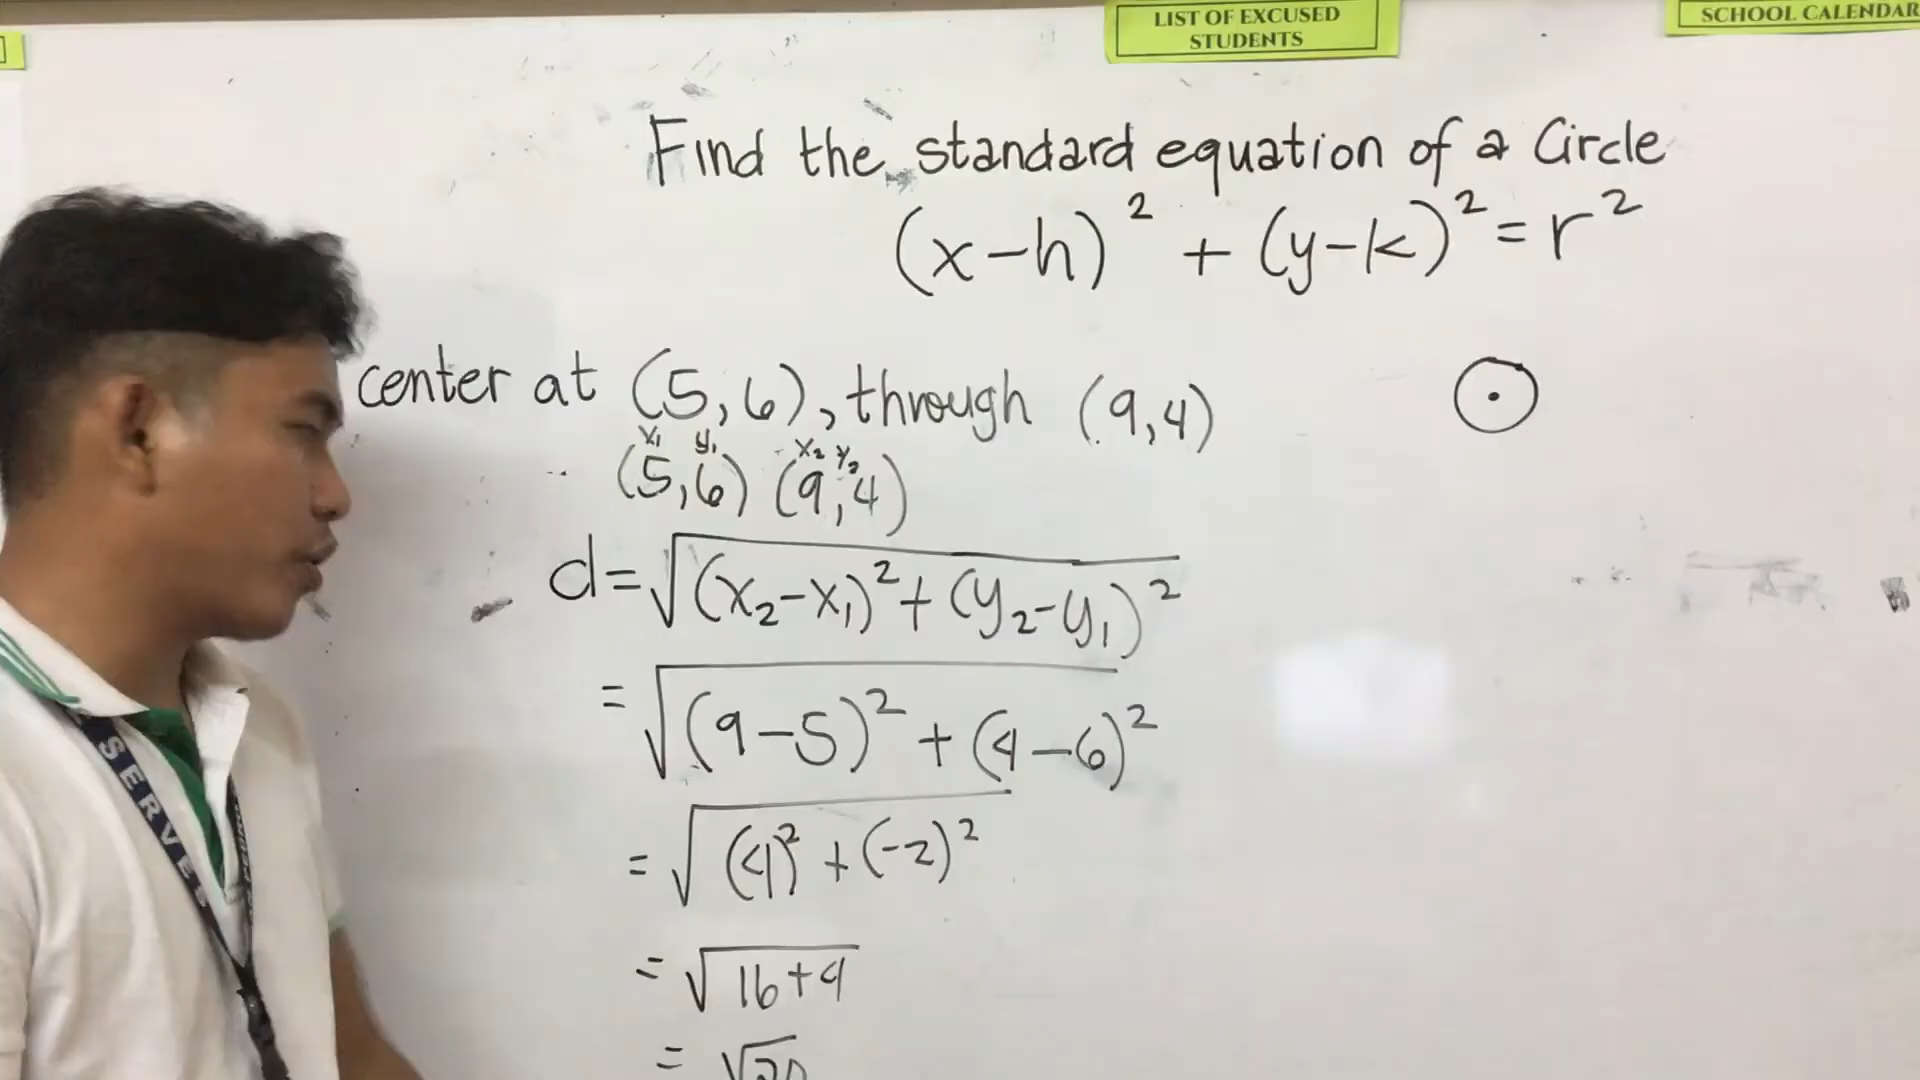 LIST OF EXCUSED
STUDENTS
SCHOOL CALENDAR
Find the standard equation of a Circle
(x-h)² + (y-k)² = r²
center at (5,6), through (9,4)
x₁ y₁ x₂ y₂
(5,6) (9,4)
d=√(x₂-x₁)²+(y₂-y₁)²
=√(9-5)²+(4-6)²
=√(4)²+(-2)²
=√16+4
=√20
SERVE